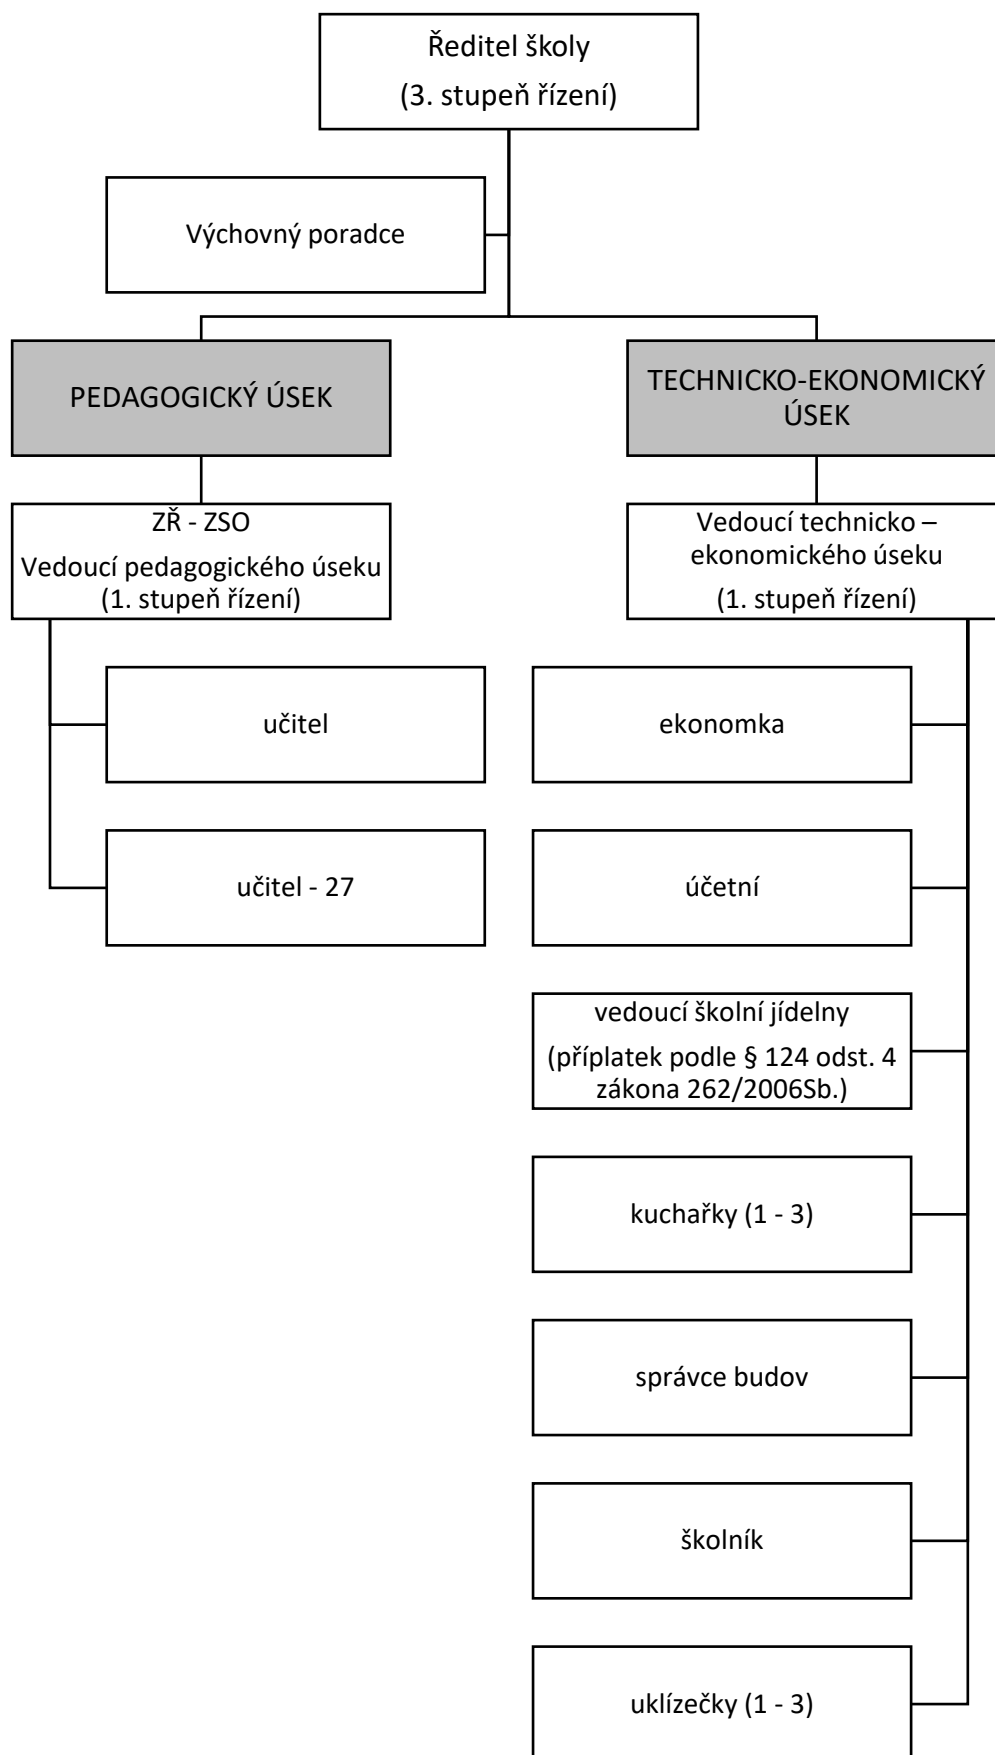 Ředitel školy
(3. stupeň řízení)
Výchovný poradce
PEDAGOGICKÝ ÚSEK
TECHNICKO-EKONOMICKÝ
ÚSEK
ZŘ - ZSO
Vedoucí pedagogického úseku
(1. stupeň řízení)
Vedoucí technicko –
ekonomického úseku
(1. stupeň řízení)
učitel
učitel - 27
ekonomka
účetní
vedoucí školní jídelny
(příplatek podle § 124 odst. 4
zákona 262/2006Sb.)
kuchařky (1 - 3)
správce budov
školník
uklízečky (1 - 3)